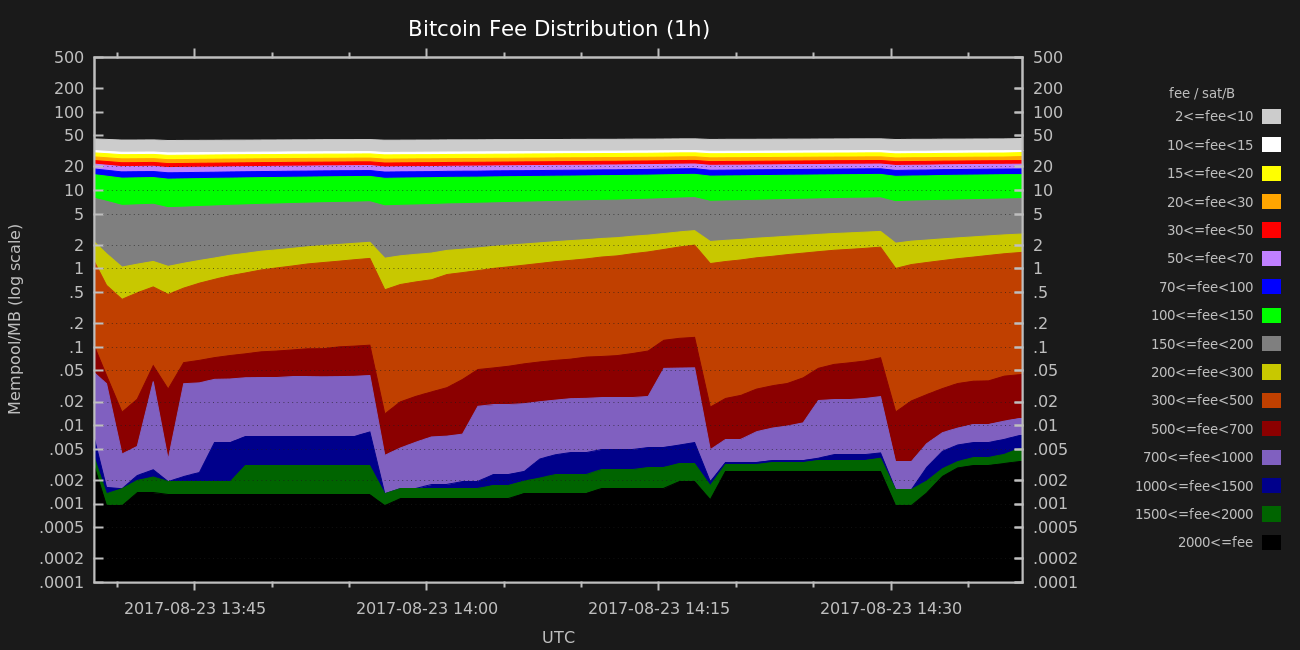 Bitcoin Fee Distribution (1h)
500 500
200 200
100 100
50 50
20 20
10 10
5 5
2 2
1 1
.5 .5
.2 .2
.1 .1
.05 .05
.02 .02
.01 .01
.005 .005
.002 .002
.001 .001
.0005 .0005
.0002 .0002
.0001 .0001
Mempool/MB (log scale)
2017-08-23 13:45 2017-08-23 14:00 2017-08-23 14:15 2017-08-23 14:30
UTC
fee / sat/B
2<=fee<10
10<=fee<15
15<=fee<20
20<=fee<30
30<=fee<50
50<=fee<70
70<=fee<100
100<=fee<150
150<=fee<200
200<=fee<300
300<=fee<500
500<=fee<700
700<=fee<1000
1000<=fee<1500
1500<=fee<2000
2000<=fee